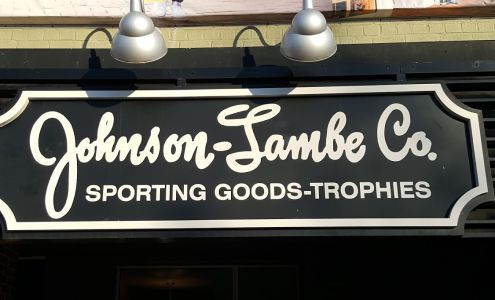 Johnson-Lambe Co.
SPORTING GOODS-TROPHIES